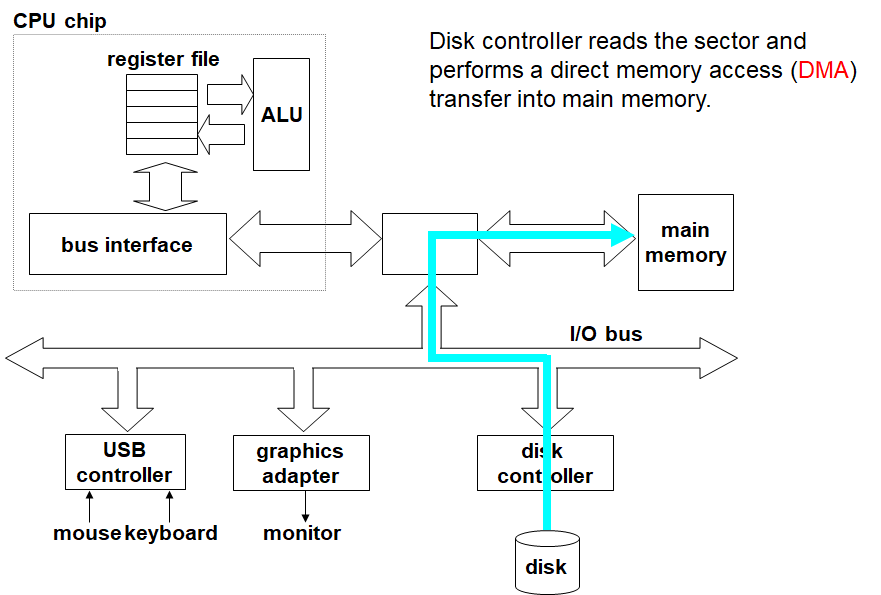 CPU chip
register file
ALU
Disk controller reads the sector and
performs a direct memory access (DMA)
transfer into main memory.
bus interface
main
memory
I/O bus
USB
controller
graphics
adapter
disk
controller
mouse keyboard
monitor
disk